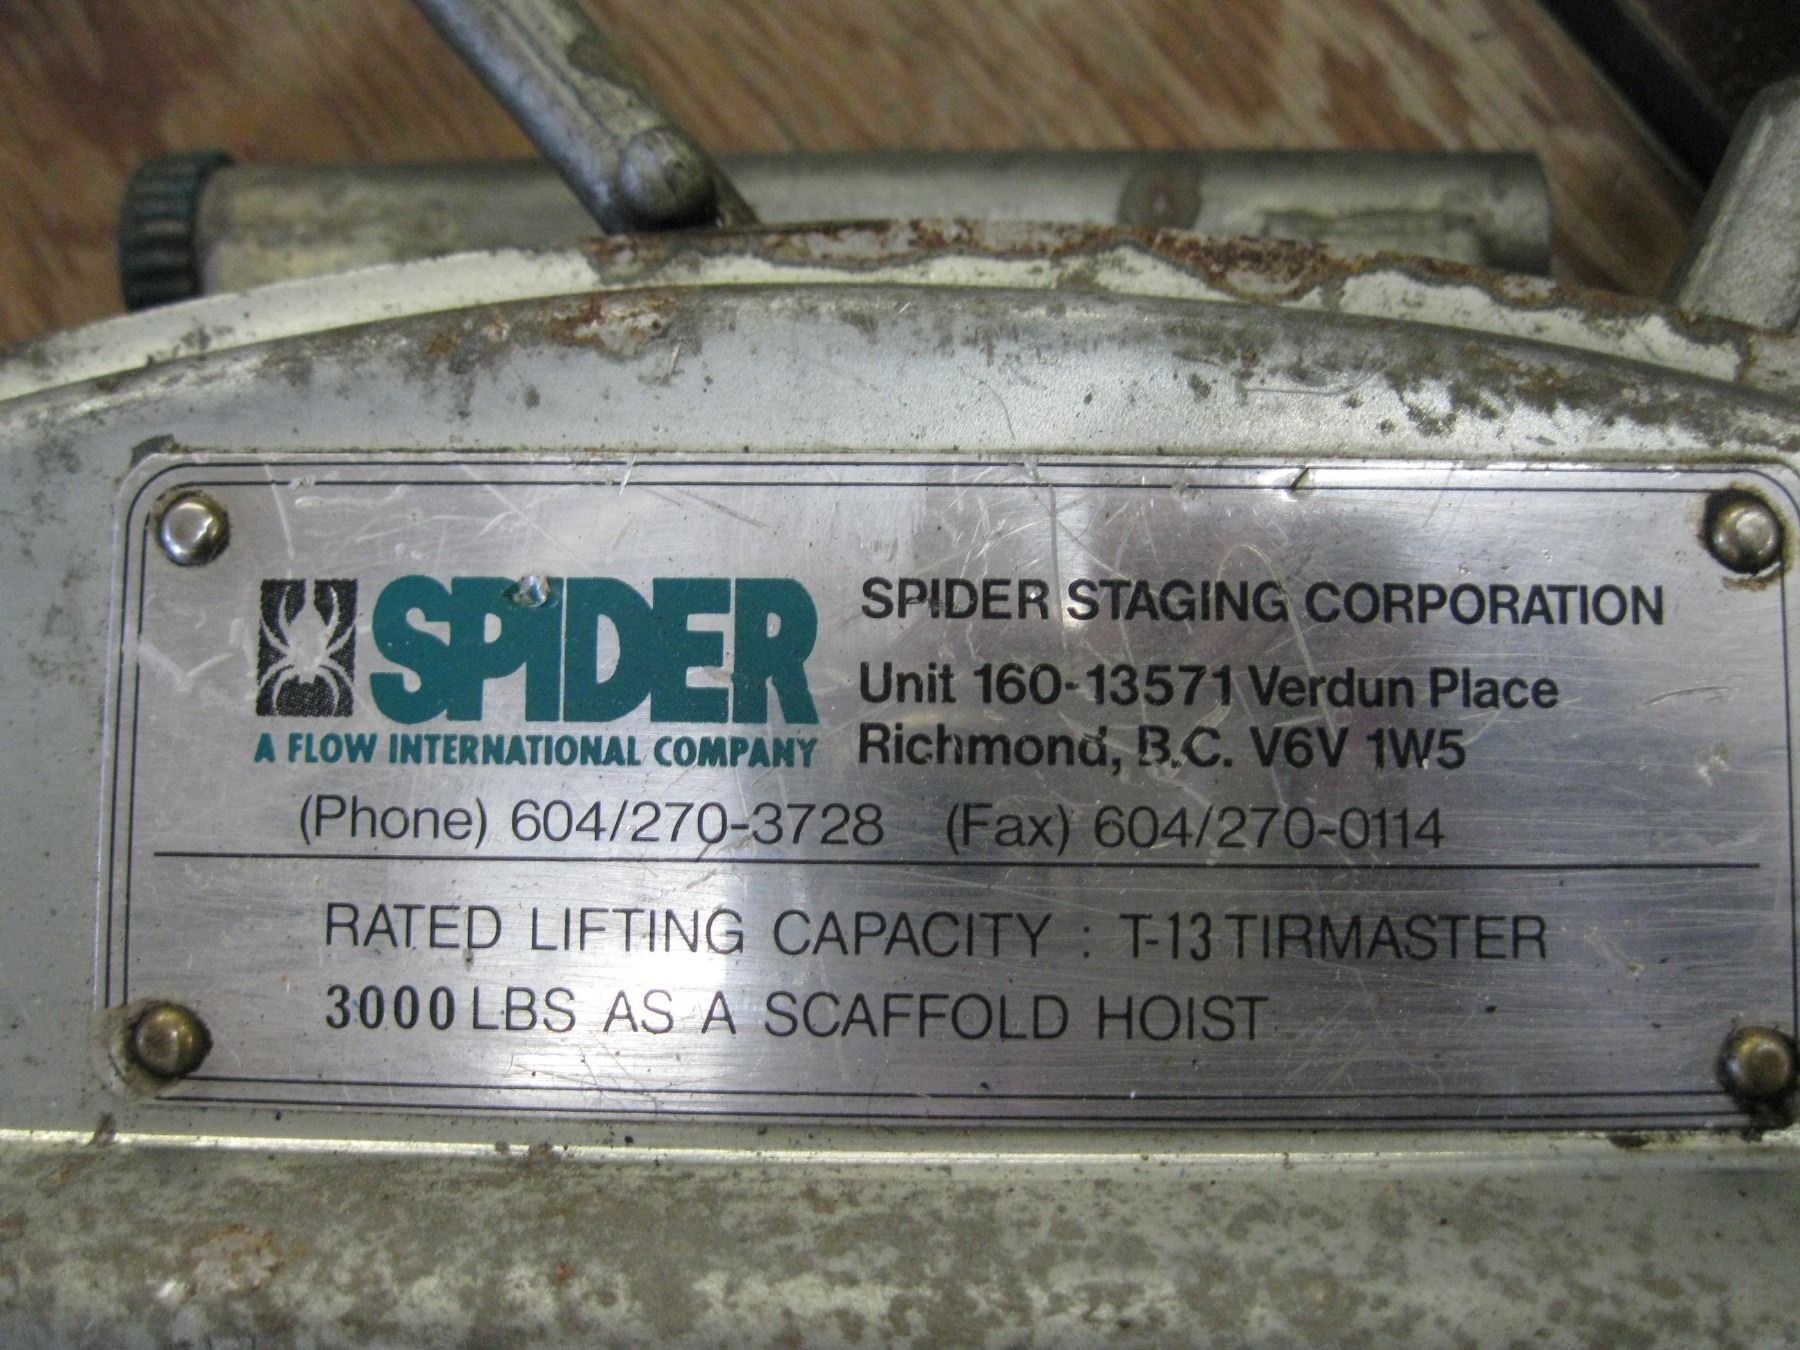 SPIDER
A FLOW INTERNATIONAL COMPANY
SPIDER STAGING CORPORATION
Unit 160-13571 Verdun Place
Richmond, B.C. V6V 1W5
(Phone) 604/270-3728 (Fax) 604/270-0114
RATED LIFTING CAPACITY : T-13 TIRMASTER
3000 LBS AS A SCAFFOLD HOIST